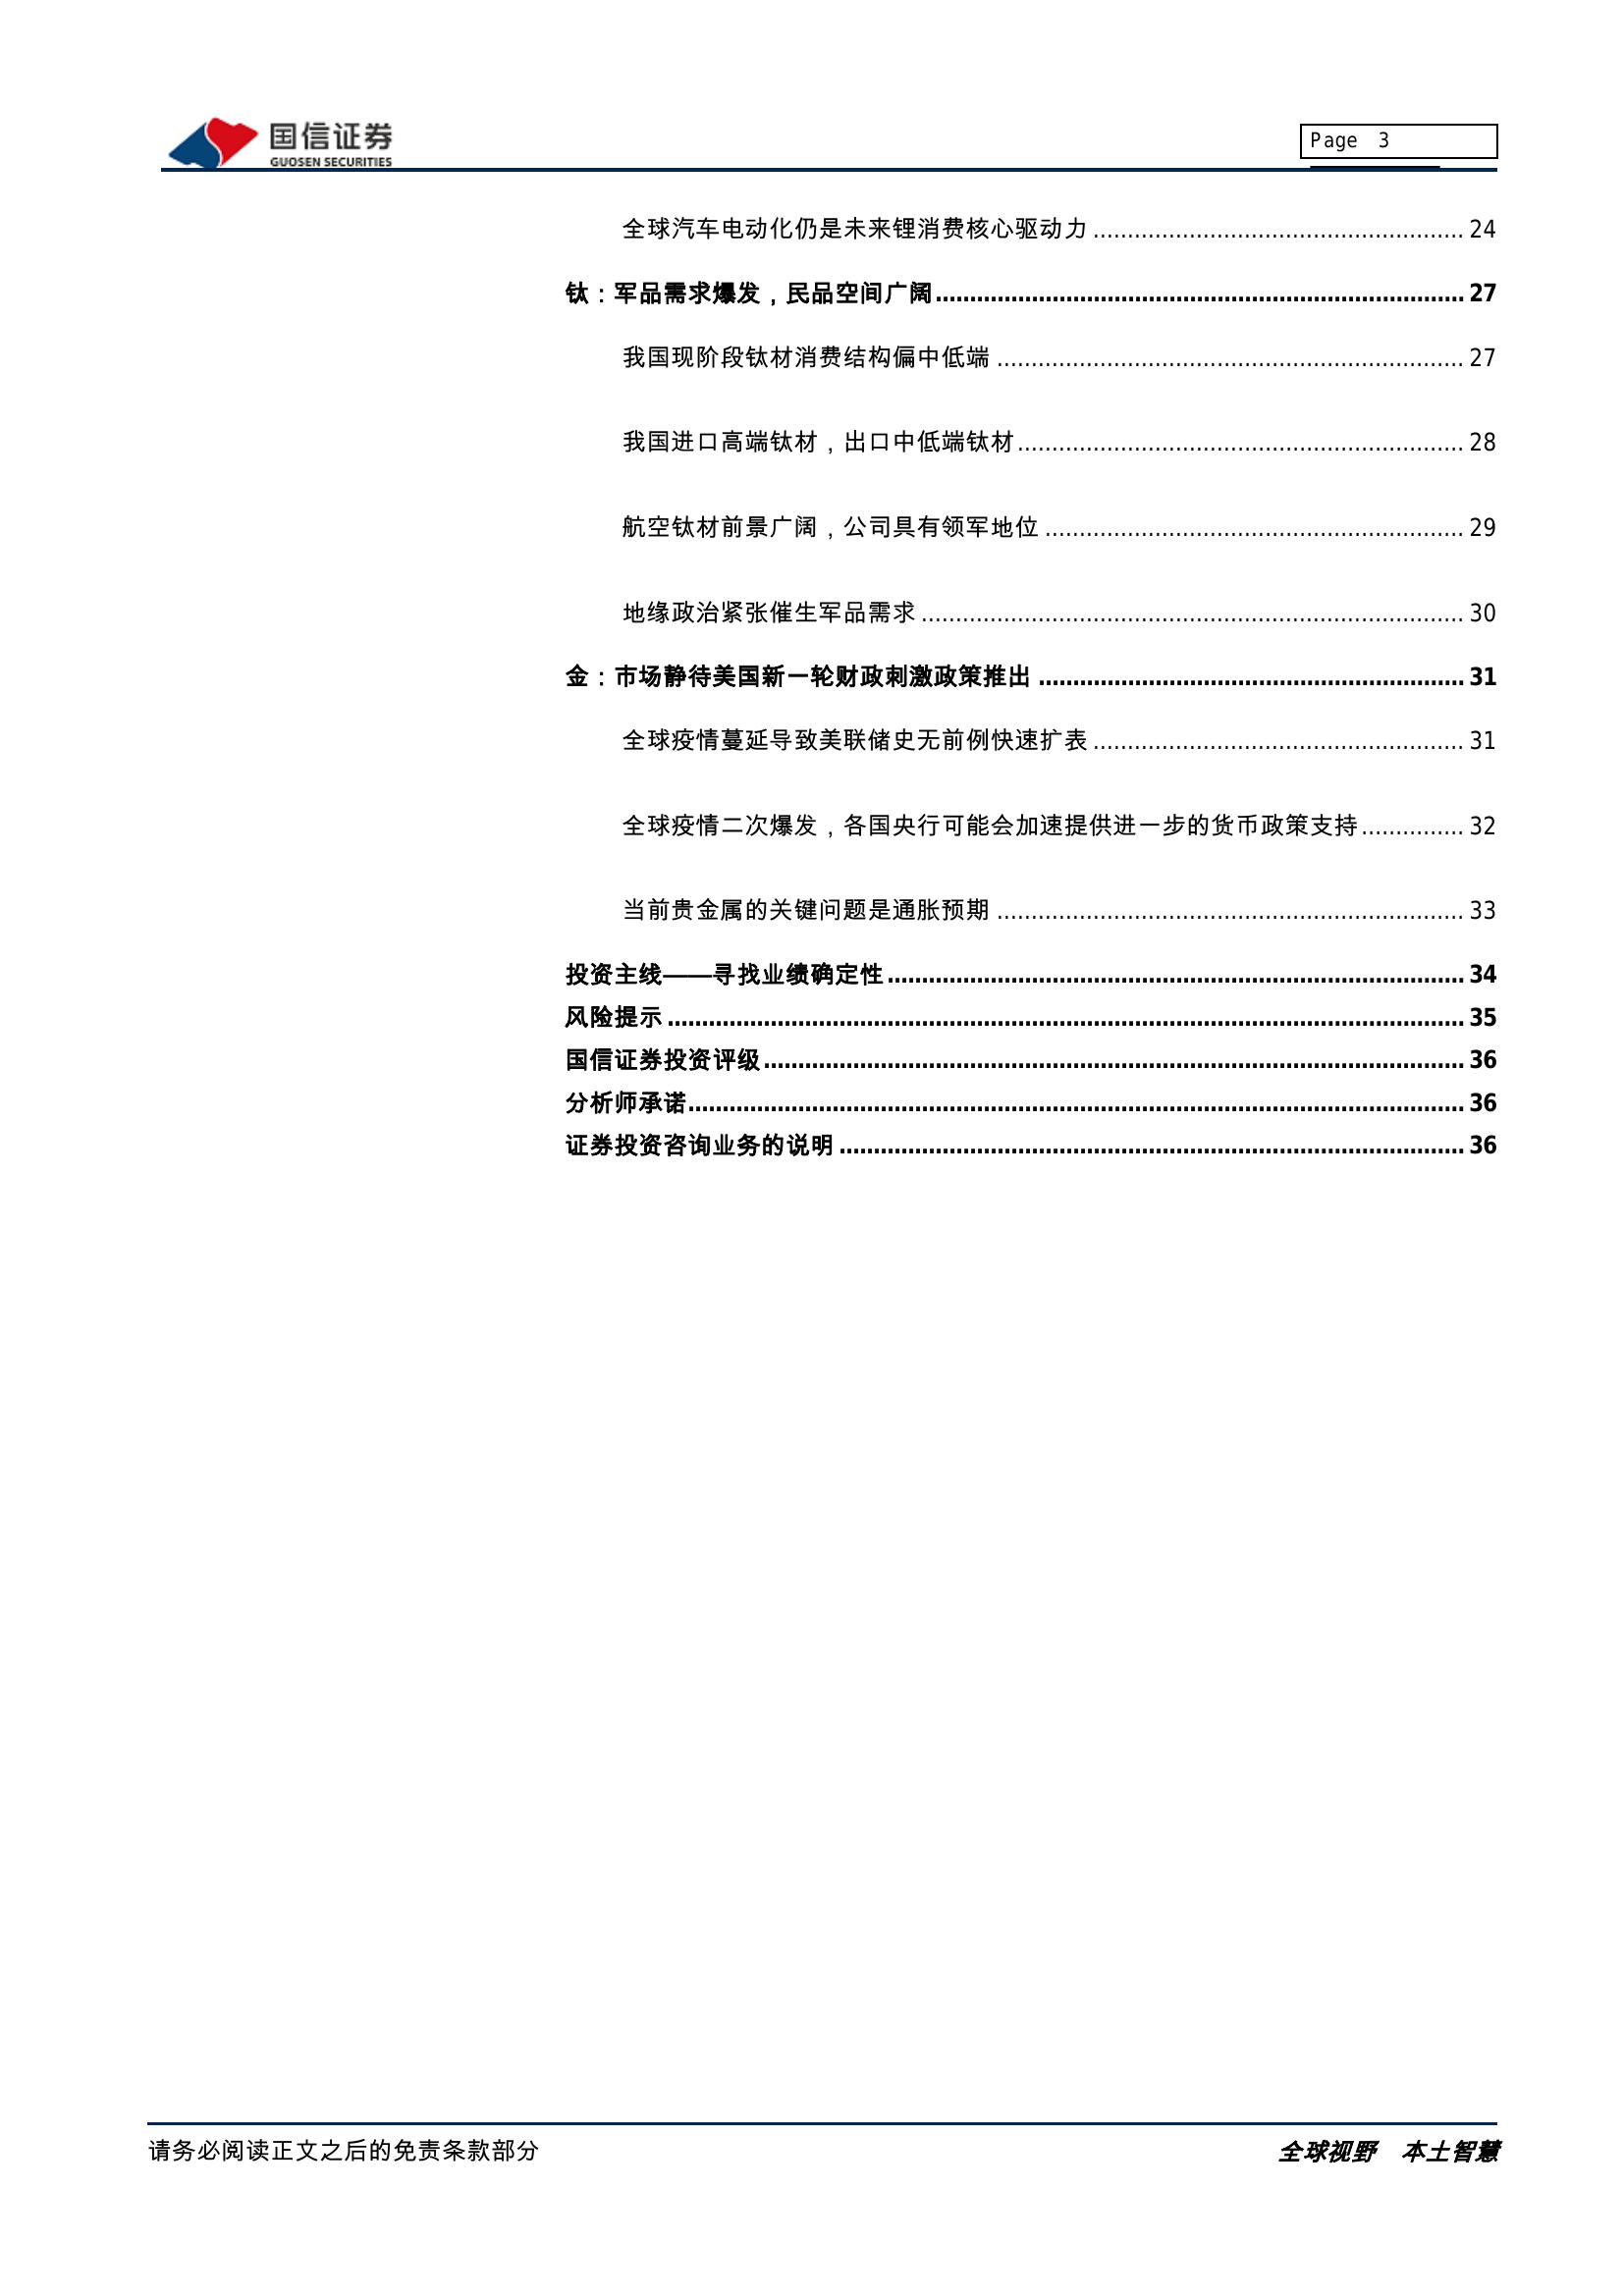 国信证券
GUOSEN SECURITIES
Page 3
全球汽车电动化仍是未来锂消费核心驱动力 ...................................................... 24
钛：军品需求爆发，民品空间广阔............................................................................. 27
我国现阶段钛材消费结构偏中低端 .................................................................... 27
我国进口高端钛材，出口中低端钛材................................................................. 28
航空钛材前景广阔，公司具有领军地位 ............................................................. 29
地缘政治紧张催生军品需求 ............................................................................... 30
金：市场静待美国新一轮财政刺激政策推出 .............................................................. 31
全球疫情蔓延导致美联储史无前例快速扩表 ...................................................... 31
全球疫情二次爆发，各国央行可能会加速提供进一步的货币政策支持............... 32
当前贵金属的关键问题是通胀预期 .................................................................... 33
投资主线——寻找业绩确定性.................................................................................... 34
风险提示 .................................................................................................................... 35
国信证券投资评级...................................................................................................... 36
分析师承诺................................................................................................................. 36
证券投资咨询业务的说明 ........................................................................................... 36
请务必阅读正文之后的免责条款部分
全球视野 本土智慧